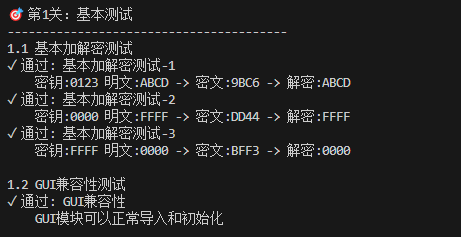 🎯 第1关: 基本测试
----------------------------------------
1.1 基本加解密测试
✓ 通过: 基本加解密测试-1
密钥:0123 明文:ABCD -> 密文:9BC6 -> 解密:ABCD
✓ 通过: 基本加解密测试-2
密钥:0000 明文:FFFF -> 密文:DD44 -> 解密:FFFF
✓ 通过: 基本加解密测试-3
密钥:FFFF 明文:0000 -> 密文:BFF3 -> 解密:0000
1.2 GUI兼容性测试
✓ 通过: GUI兼容性
GUI模块可以正常导入和初始化